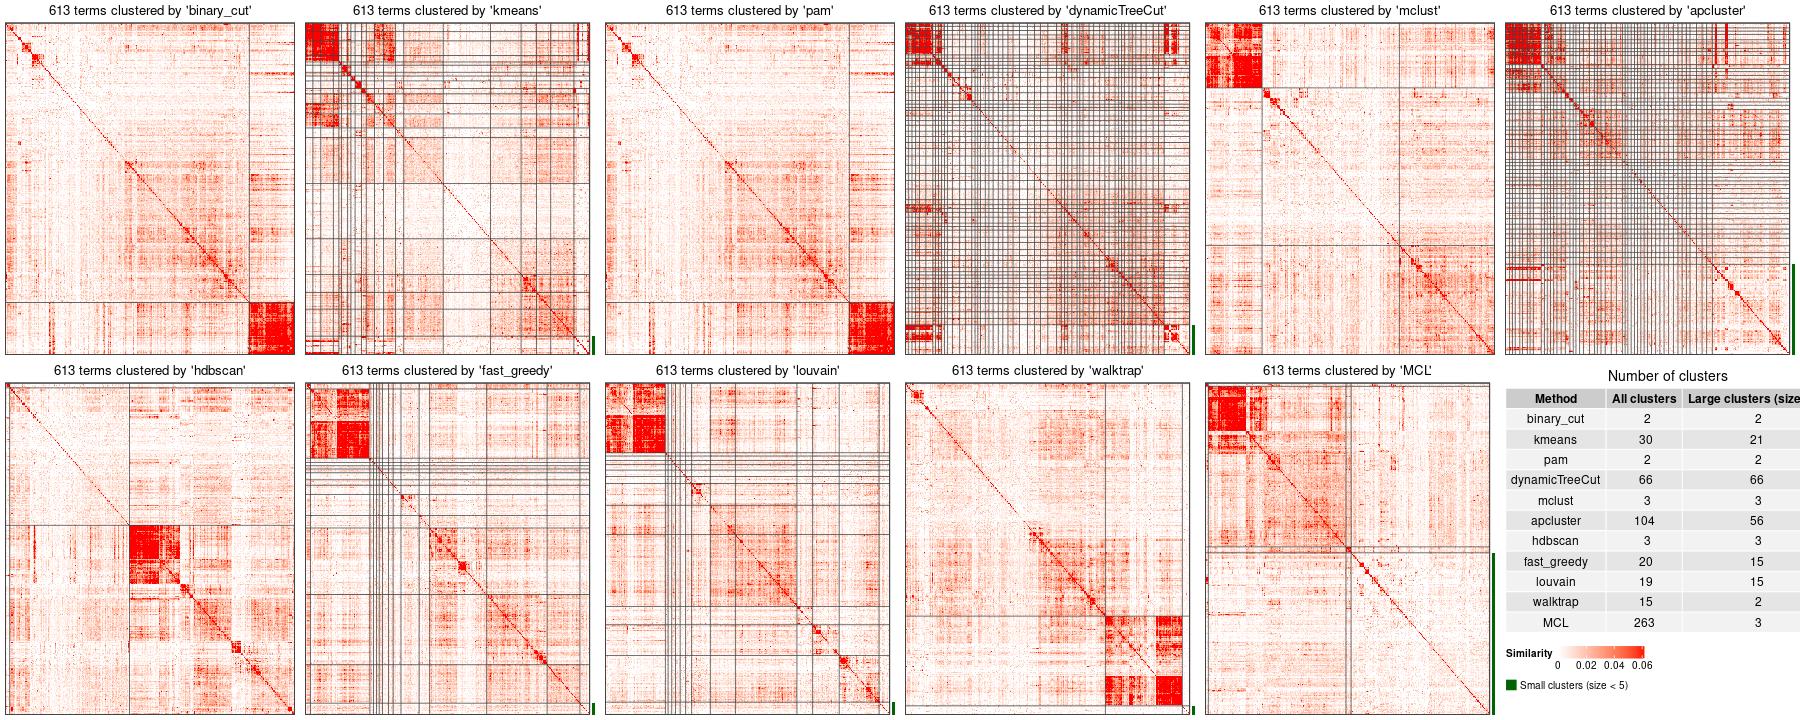 613 terms clustered by 'binary_cut'
613 terms clustered by 'kmeans'
613 terms clustered by 'pam'
613 terms clustered by 'dynamicTreeCut'
613 terms clustered by 'mclust'
613 terms clustered by 'apcluster'
613 terms clustered by 'hdbscan'
613 terms clustered by 'fast_greedy'
613 terms clustered by 'louvain'
613 terms clustered by 'walktrap'
613 terms clustered by 'MCL'
Number of clusters
Method All clusters Large clusters (size
binary_cut 2 2
kmeans 30 21
pam 2 2
dynamicTreeCut 66 66
mclust 3 3
apcluster 104 56
hdbscan 3 3
fast_greedy 20 15
louvain 19 15
walktrap 15 2
MCL 263 3
Similarity
0 0.02 0.04 0.06
Small clusters (size < 5)